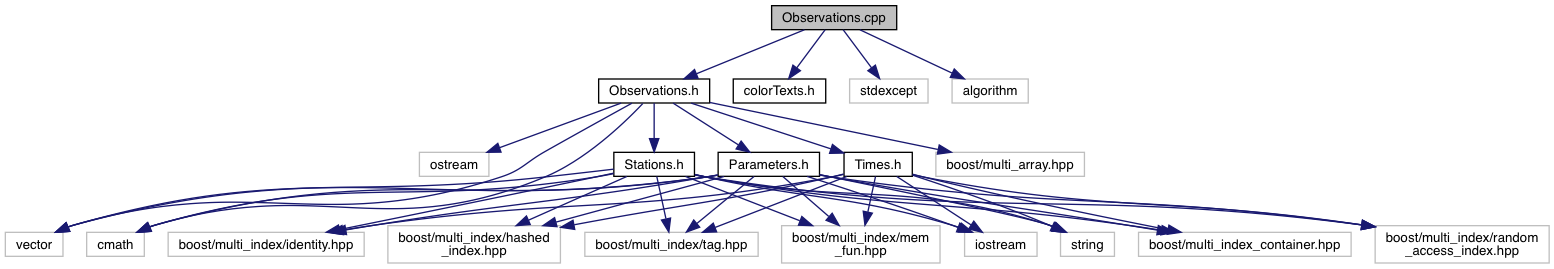 Observations.cpp
Observations.h
colorTexts.h
stdexcept
algorithm
ostream
Stations.h
Parameters.h
Times.h
boost/multi_array.hpp
vector
cmath
boost/multi_index/identity.hpp
boost/multi_index/hashed
_index.hpp
boost/multi_index/tag.hpp
boost/multi_index/mem
_fun.hpp
iostream
string
boost/multi_index_container.hpp
boost/multi_index/random
_access_index.hpp